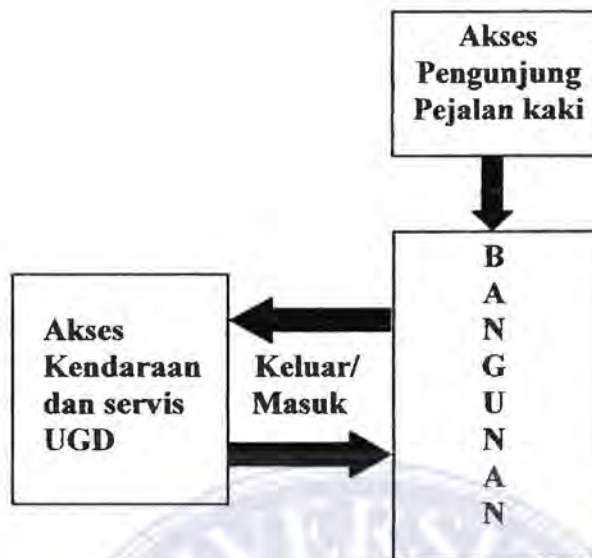 Akses
Pengunjung
Pejalan kaki
B
A
N
G
U
N
A
N
Akses
Kendaraan
dan servis
UGD
Keluar/
Masuk